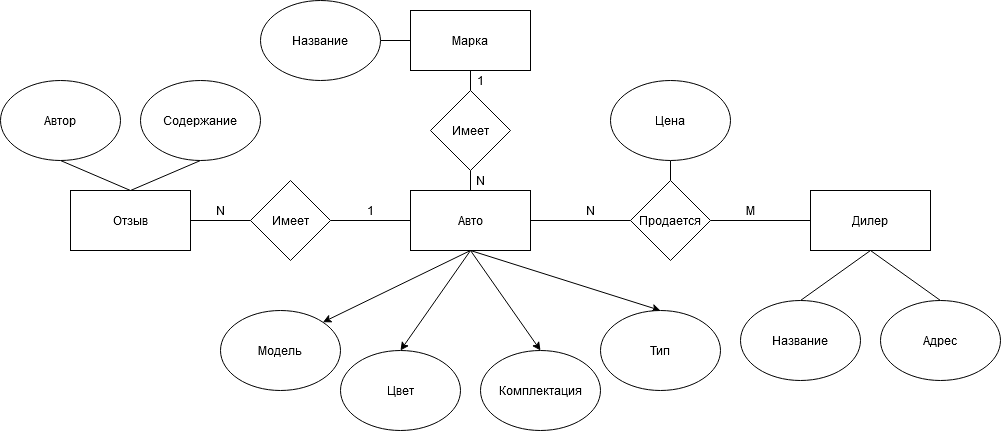 Название
Марка
1
Автор
Содержание
Имеет
Цена
N
Отзыв
N
Имеет
1
Авто
N
Продается
M
Дилер
Модель
Цвет
Комплектация
Тип
Название
Адрес